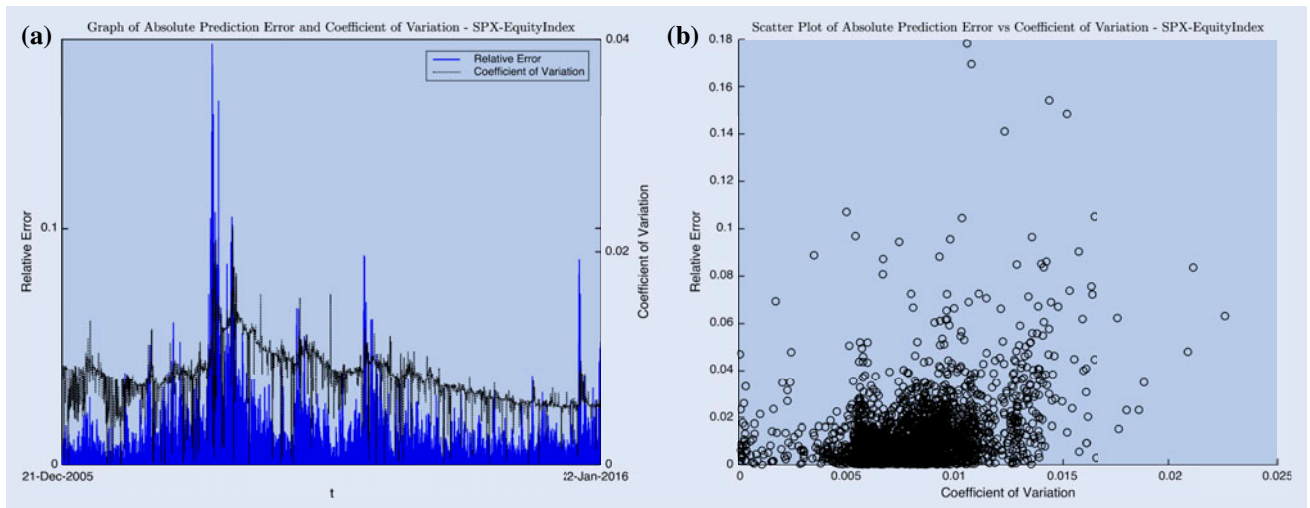 (a)
Graph of Absolute Prediction Error and Coefficient of Variation - SPX-EquityIndex
0.04
Relative Error
Coefficient of Variation
Relative Error
0.1
0.02
Coefficient of Variation
0
0
21-Dec-2005
22-Jan-2016
t
(b)
Scatter Plot of Absolute Prediction Error vs Coefficient of Variation - SPX-EquityIndex
0.18
0.16
0.14
0.12
0.1
0.08
0.06
0.04
0.02
0
Relative Error
0
0.005
0.01
0.015
0.02
0.025
Coefficient of Variation